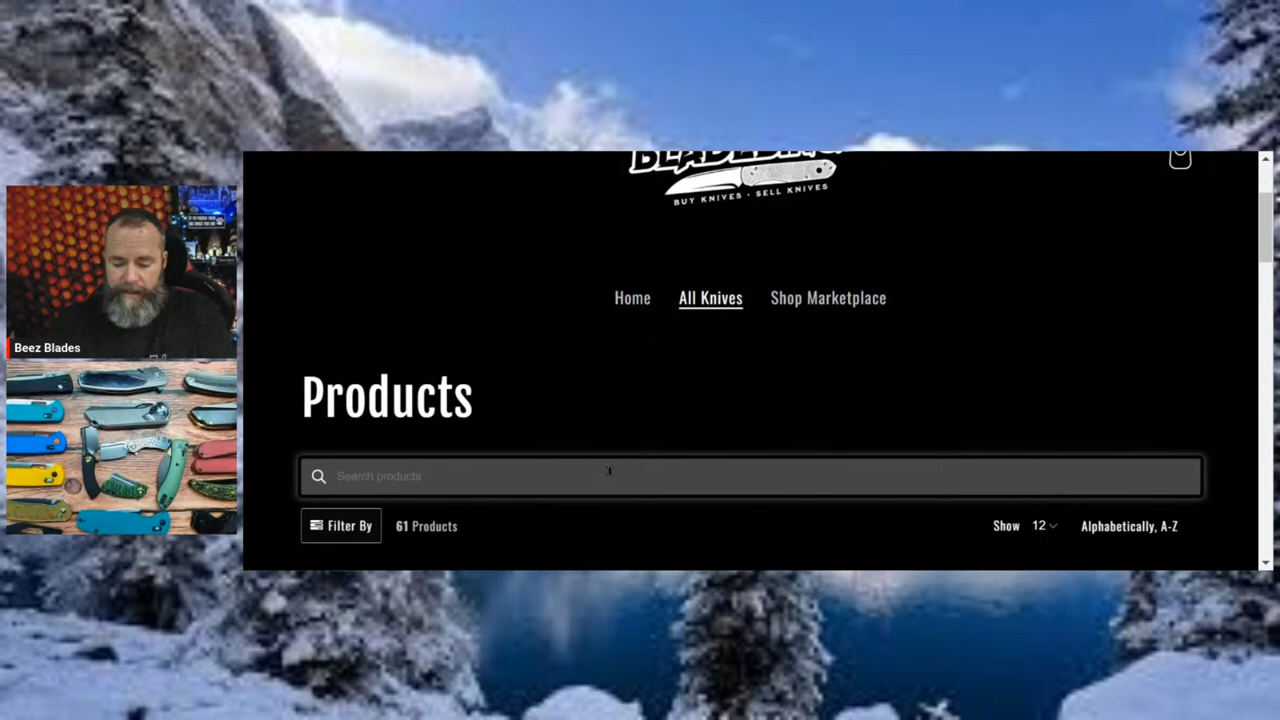 BUY KNIVES · SELL KNIVES
Home
All Knives
Shop Marketplace
Products
Search products
Filter By
61 Products
Show
12
Alphabetically, A-Z
Beez Blades